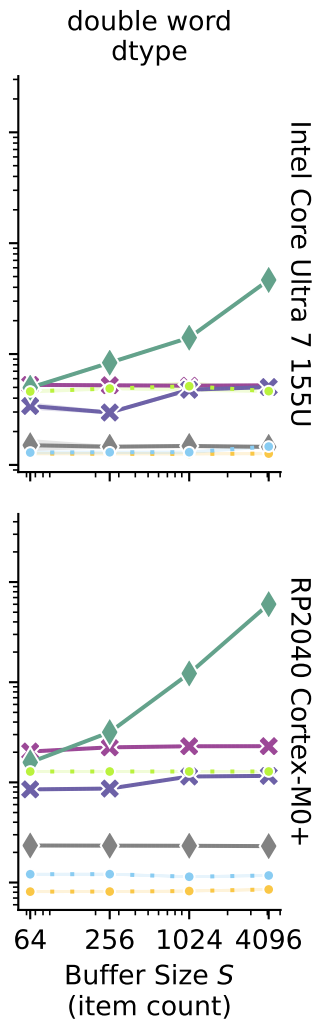 double word
dtype
Intel Core Ultra 7 155U
RP2040 Cortex-M0+
64 256 1024 4096
Buffer Size S
(item count)